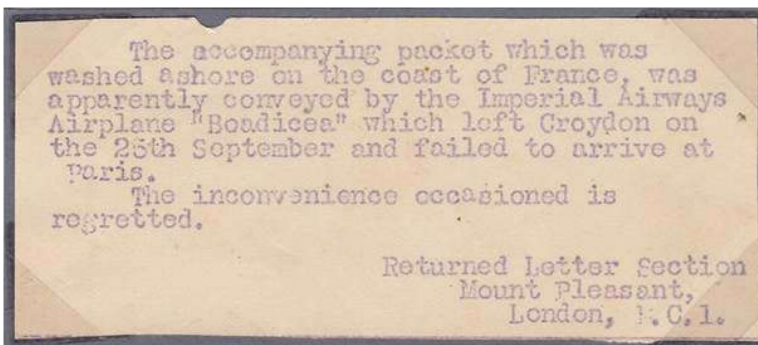 The accompanying packet which was
washed ashore on the coast of France, was
apparently conveyed by the Imperial Airways
Airplane "Boadicea" which left Croydon on
the 25th September and failed to arrive at
Paris.
The inconvenience occasioned is
regretted.
Returned Letter Section
Mount Pleasant,
London, E.C.1.